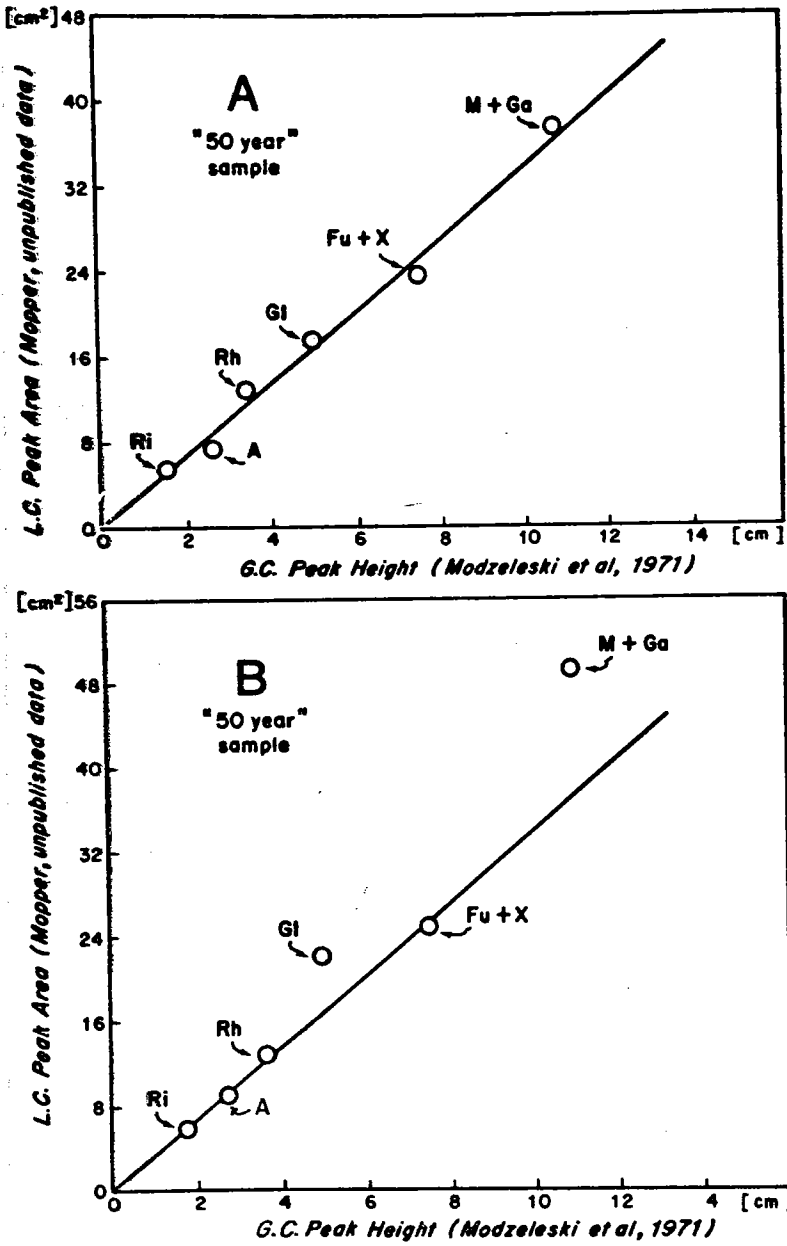 [cm²] 48
40
32
24
16
8
0
L.C. Peak Area (Mopper, unpublished data)
A
"50 year"
sample
M + Ga
Fu + X
Gl
Rh
Ri
A
0 2 4 6 8 10 12 14 [cm]
G.C. Peak Height (Modzeleski et al, 1971)
[cm²] 56
48
40
32
24
16
8
0
L.C. Peak Area (Mopper, unpublished data)
B
"50 year"
sample
M + Ga
Gl
Fu + X
Rh
Ri
A
0 2 4 6 8 10 12 4 [cm
G.C. Peak Height (Modzeleski et al, 1971)